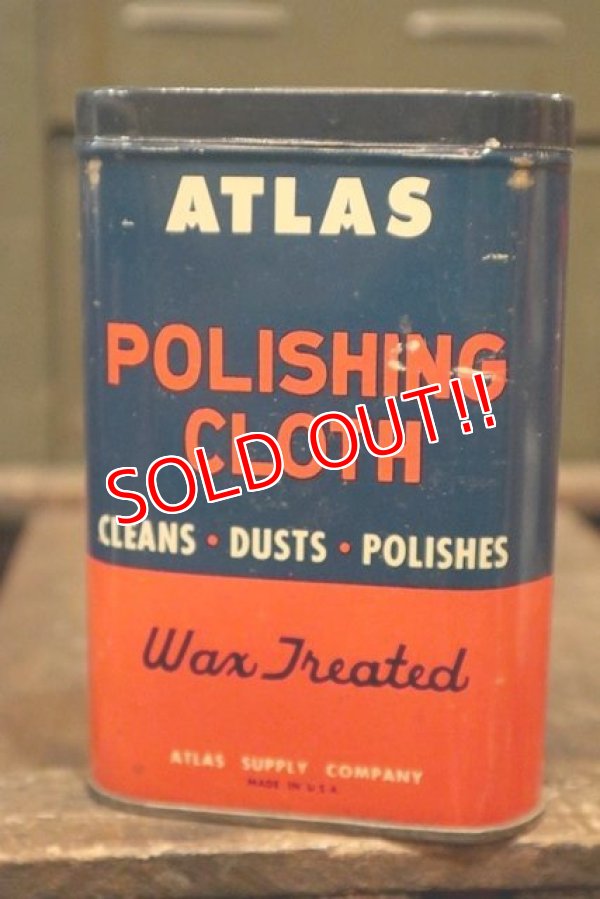 ATLAS
POLISHING
CLOTH
SOLD OUT!!
CLEANS • DUSTS • POLISHES
Wax Treated
ATLAS SUPPLY COMPANY
MADE IN U.S.A.